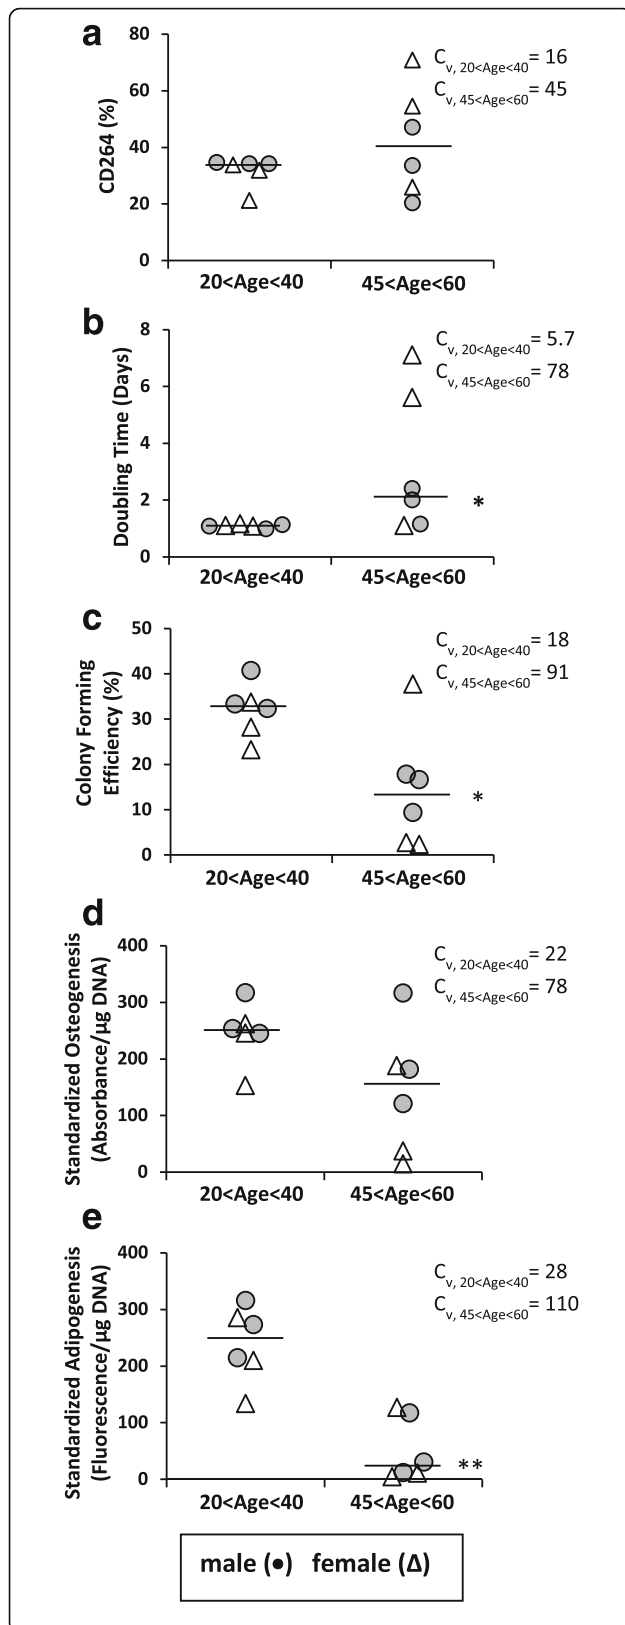 a
CD264 (%)
80
60
40
20
0
C v, 20<Age<40 = 16
C v, 45<Age<60 = 45
20<Age<40 45<Age<60
b
Doubling Time (Days)
8
6
4
2
0
C v, 20<Age<40 = 5.7
C v, 45<Age<60 = 78
*
20<Age<40 45<Age<60
c
Colony Forming
Efficiency (%)
50
40
30
20
10
0
C v, 20<Age<40 = 18
C v, 45<Age<60 = 91
*
20<Age<40 45<Age<60
d
Standardized Osteogenesis
(Absorbance/µg DNA)
400
300
200
100
0
C v, 20<Age<40 = 22
C v, 45<Age<60 = 78
20<Age<40 45<Age<60
e
Standardized Adipogenesis
(Fluorescence/µg DNA)
400
300
200
100
0
C v, 20<Age<40 = 28
C v, 45<Age<60 = 110
**
20<Age<40 45<Age<60
male (●) female (Δ)